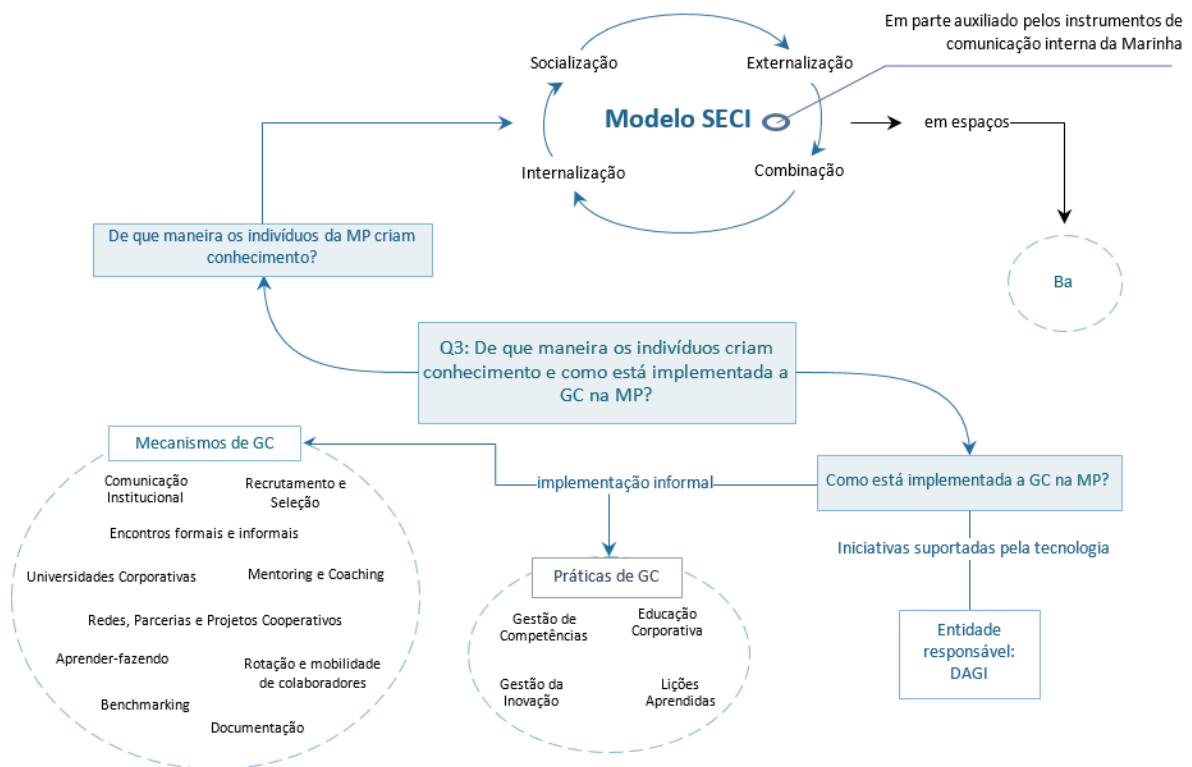 Em parte auxiliado pelos instrumentos de
comunicação interna da Marinha
Socialização
Externalização
Modelo SECI
em espaços
Internalização
Combinação
De que maneira os indivíduos da MP criam
conhecimento?
Ba
Q3: De que maneira os indivíduos criam
conhecimento e como está implementada a
GC na MP?
Mecanismos de GC
Comunicação
Institucional
Recrutamento e
Seleção
Encontros formais e informais
Universidades Corporativas
Mentoring e Coaching
Redes, Parcerias e Projetos Cooperativos
Aprender-fazendo
Rotação e mobilidade
de colaboradores
Benchmarking
Documentação
implementação informal
Como está implementada a GC na MP?
Práticas de GC
Gestão de
Competências
Educação
Corporativa
Gestão da
Inovação
Lições
Aprendidas
Iniciativas suportadas pela tecnologia
Entidade
responsável:
DAGI